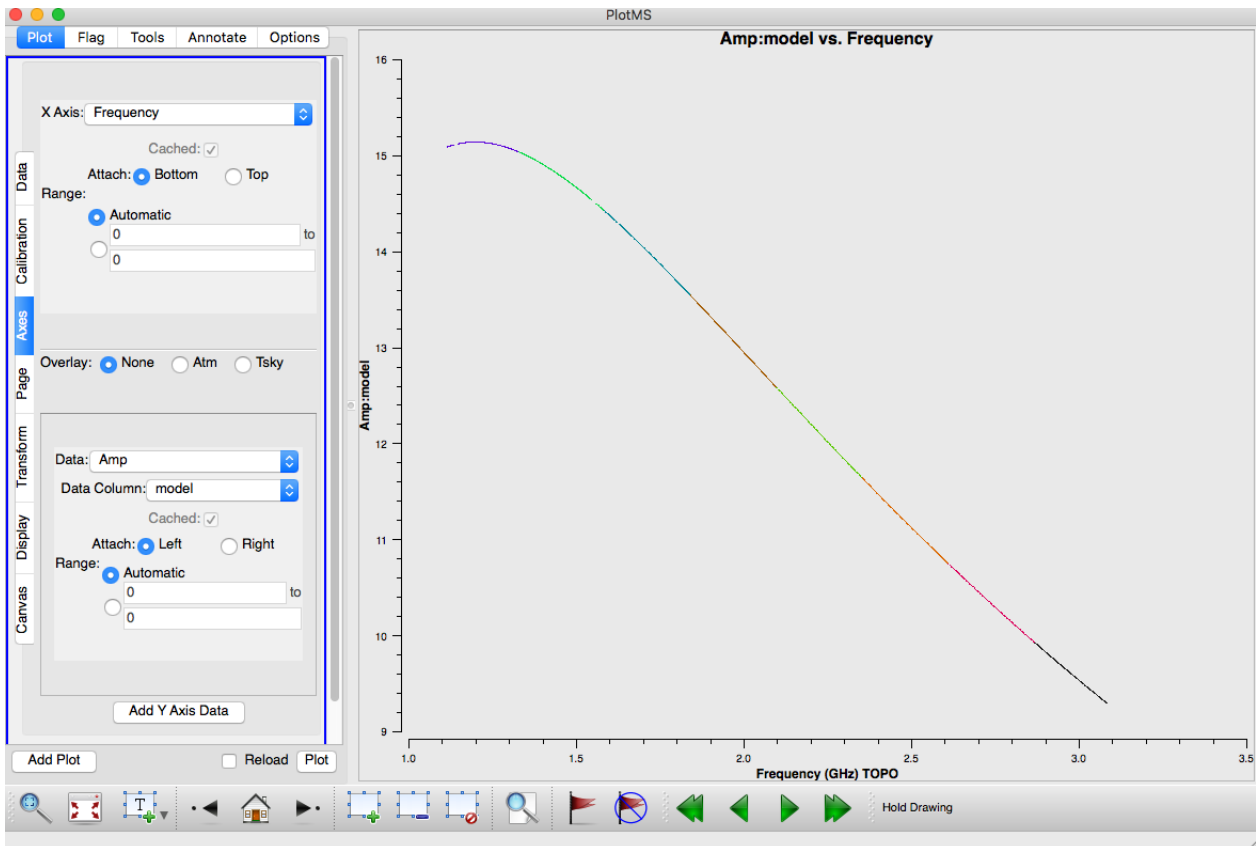 PlotMS
Plot Flag Tools Annotate Options
X Axis: Frequency
Cached:
Attach: Bottom Top
Range:
Automatic
0 to
0
Overlay: None Atm Tsky
Data: Amp
Data Column: model
Cached:
Attach: Left Right
Range:
Automatic
0 to
0
Add Y Axis Data
Add Plot Reload Plot
Data
Calibration
Axes
Page
Transform
Display
Canvas
Amp:model vs. Frequency
16
15
14
13
12
11
10
9
Amp:model
1.0 1.5 2.0 2.5 3.0 3.5
Frequency (GHz) TOPO
T
Hold Drawing